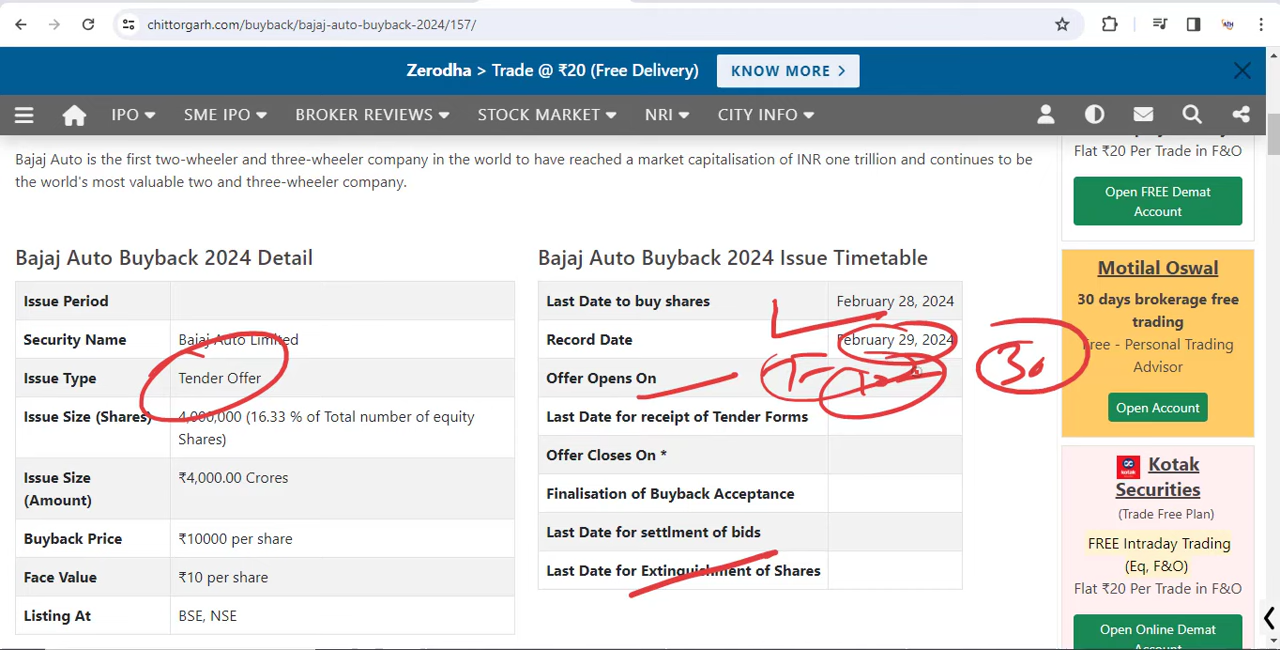 chittorgarh.com/buyback/bajaj-auto-buyback-2024/157/
Zerodha > Trade @ ₹20 (Free Delivery)
KNOW MORE >
IPO
SME IPO
BROKER REVIEWS
STOCK MARKET
NRI
CITY INFO
Bajaj Auto is the first two-wheeler and three-wheeler company in the world to have reached a market capitalisation of INR one trillion and continues to be
the world's most valuable two and three-wheeler company.
Bajaj Auto Buyback 2024 Detail
Issue Period
Security Name Bajaj Auto Limited
Issue Type Tender Offer
Issue Size (Shares) 4,000,000 (16.33 % of Total number of equity
Shares)
Issue Size
(Amount) ₹4,000.00 Crores
Buyback Price ₹10000 per share
Face Value ₹10 per share
Listing At BSE, NSE
Bajaj Auto Buyback 2024 Issue Timetable
Last Date to buy shares February 28, 2024
Record Date February 29, 2024
Offer Opens On
Last Date for receipt of Tender Forms
Offer Closes On *
Finalisation of Buyback Acceptance
Last Date for settlment of bids
Last Date for Extinguishment of Shares
30
Flat ₹20 Per Trade in F&O
Open FREE Demat
Account
Motilal Oswal
30 days brokerage free
trading
Free - Personal Trading
Advisor
Open Account
kotak
Kotak
Securities
(Trade Free Plan)
FREE Intraday Trading
(Eq, F&O)
Flat ₹20 Per Trade in F&O
Open Online Demat
Account